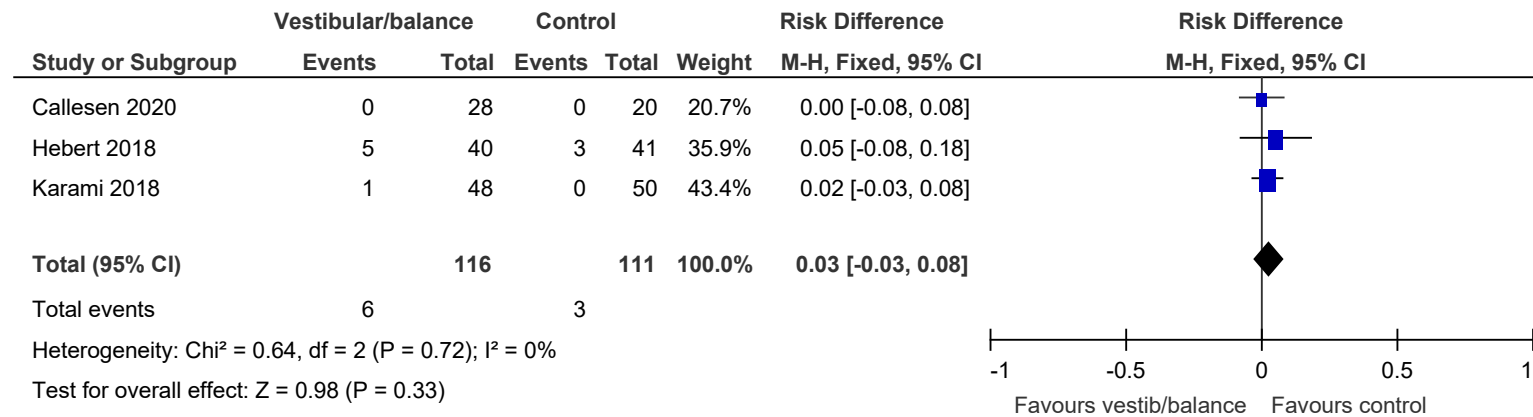 Vestibular/balance Control Risk Difference Risk Difference
Study or Subgroup Events Total Events Total Weight M-H, Fixed, 95% CI M-H, Fixed, 95% CI
Callesen 2020 0 28 0 20 20.7% 0.00 [-0.08, 0.08]
Hebert 2018 5 40 3 41 35.9% 0.05 [-0.08, 0.18]
Karami 2018 1 48 0 50 43.4% 0.02 [-0.03, 0.08]
Total (95% CI) 116 111 100.0% 0.03 [-0.03, 0.08]
Total events 6 3
Heterogeneity: Chi² = 0.64, df = 2 (P = 0.72); I² = 0%
Test for overall effect: Z = 0.98 (P = 0.33)
-1 -0.5 0 0.5 1
Favours vestib/balance Favours control